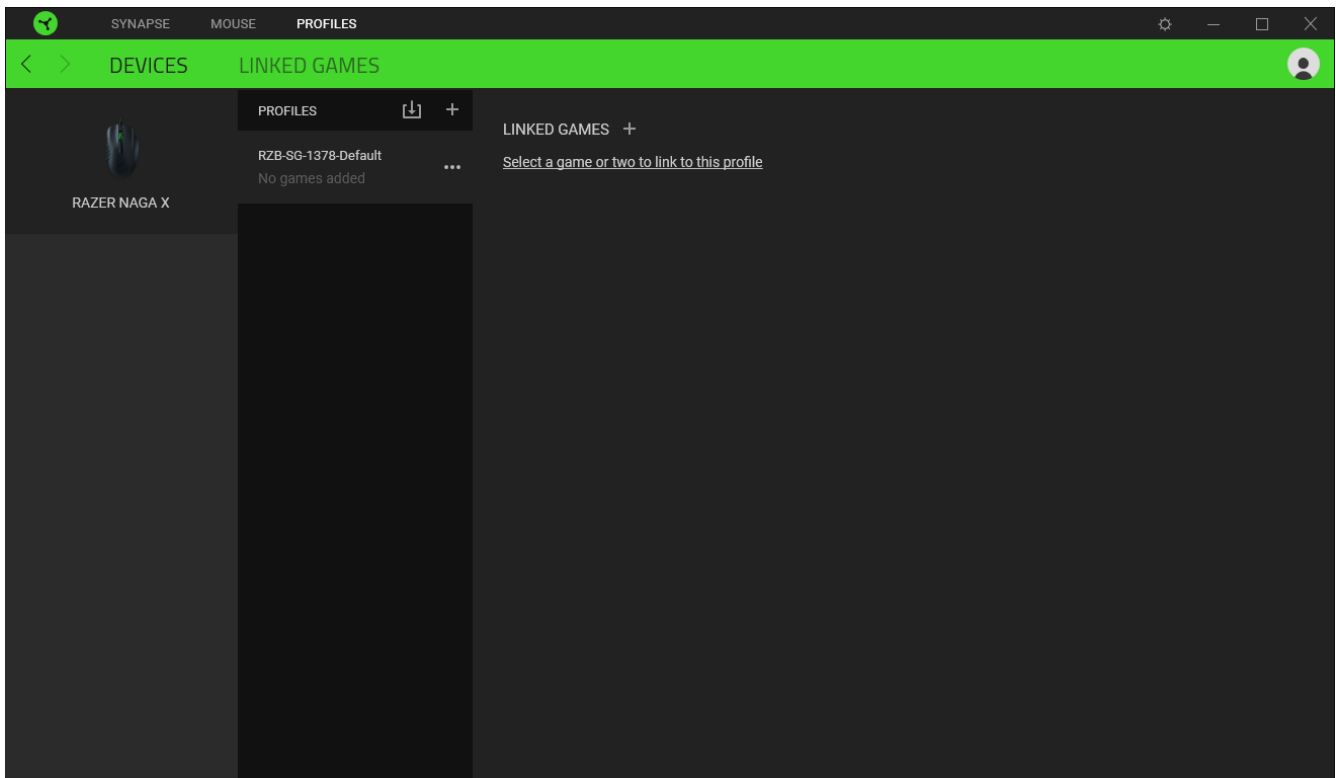 SYNAPSE MOUSE PROFILES
DEVICES LINKED GAMES
RAZER NAGA X
PROFILES
RZB-SG-1378-Default
No games added
LINKED GAMES
Select a game or two to link to this profile